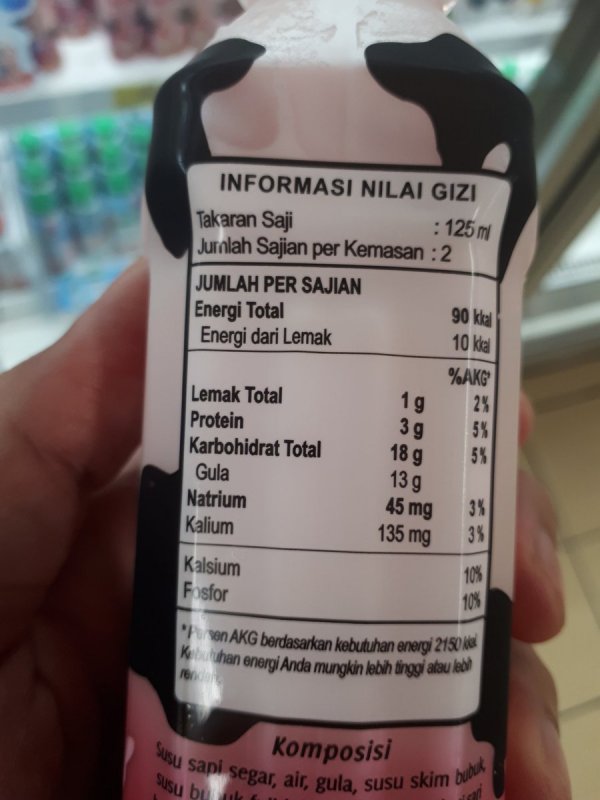 INFORMASI NILAI GIZI
Takaran Saji : 125 ml
Jumlah Sajian per Kemasan : 2
JUMLAH PER SAJIAN
Energi Total 90 kkal
Energi dari Lemak 10 kkal
%AKG*
Lemak Total 1 g 2%
Protein 3 g 5%
Karbohidrat Total 18 g 5%
Gula 13 g
Natrium 45 mg 3%
Kalium 135 mg 3%
Kalsium 10%
Fosfor 10%
*Persen AKG berdasarkan kebutuhan energi 2150 kkal.
Kebutuhan energi Anda mungkin lebih tinggi atau lebih
rendah.
Komposisi
Susu sapi segar, air, gula, susu skim bubuk,
susu bubuk